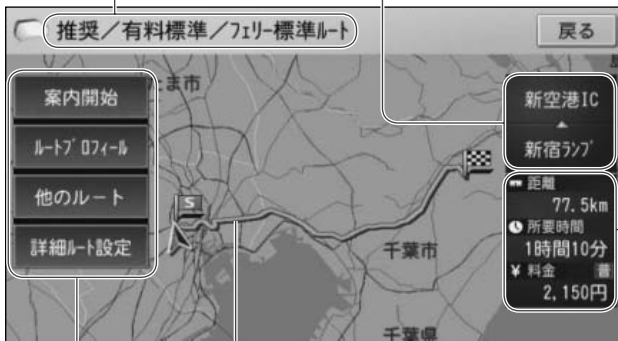 推奨／有料標準／フェリー標準ルート
戻る
案内開始
ルートプロフィール
他のルート
詳細ルート設定
たま市
S
千葉市
千葉県
新空港IC
新宿ランプ
距離
77.5km
所要時間
1時間10分
¥ 料金 普
2,150円